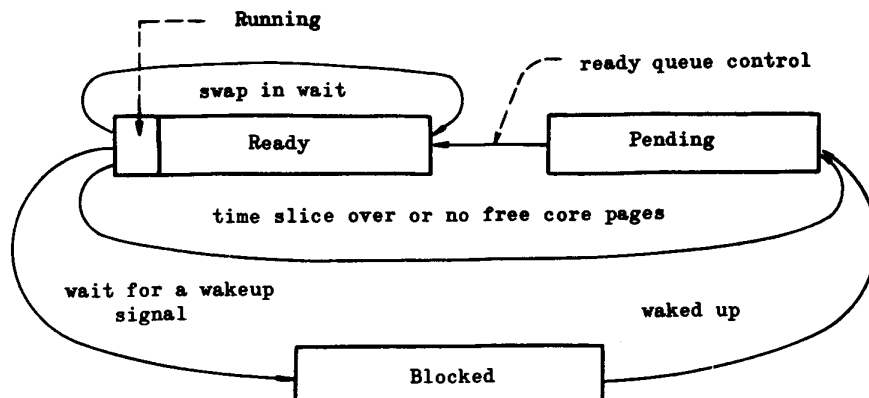 Running
ready queue control
swap in wait
Ready
Pending
time slice over or no free core pages
wait for a wakeup
signal
waked up
Blocked